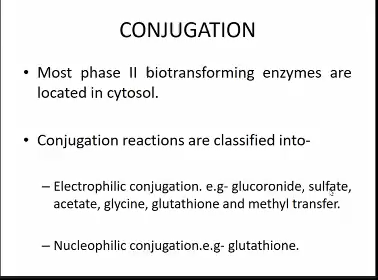 CONJUGATION
• Most phase II biotransforming enzymes are
located in cytosol.
• Conjugation reactions are classified into-
– Electrophilic conjugation. e.g- glucoronide, sulfate,
acetate, glycine, glutathione and methyl transfer.
– Nucleophilic conjugation.e.g- glutathione.